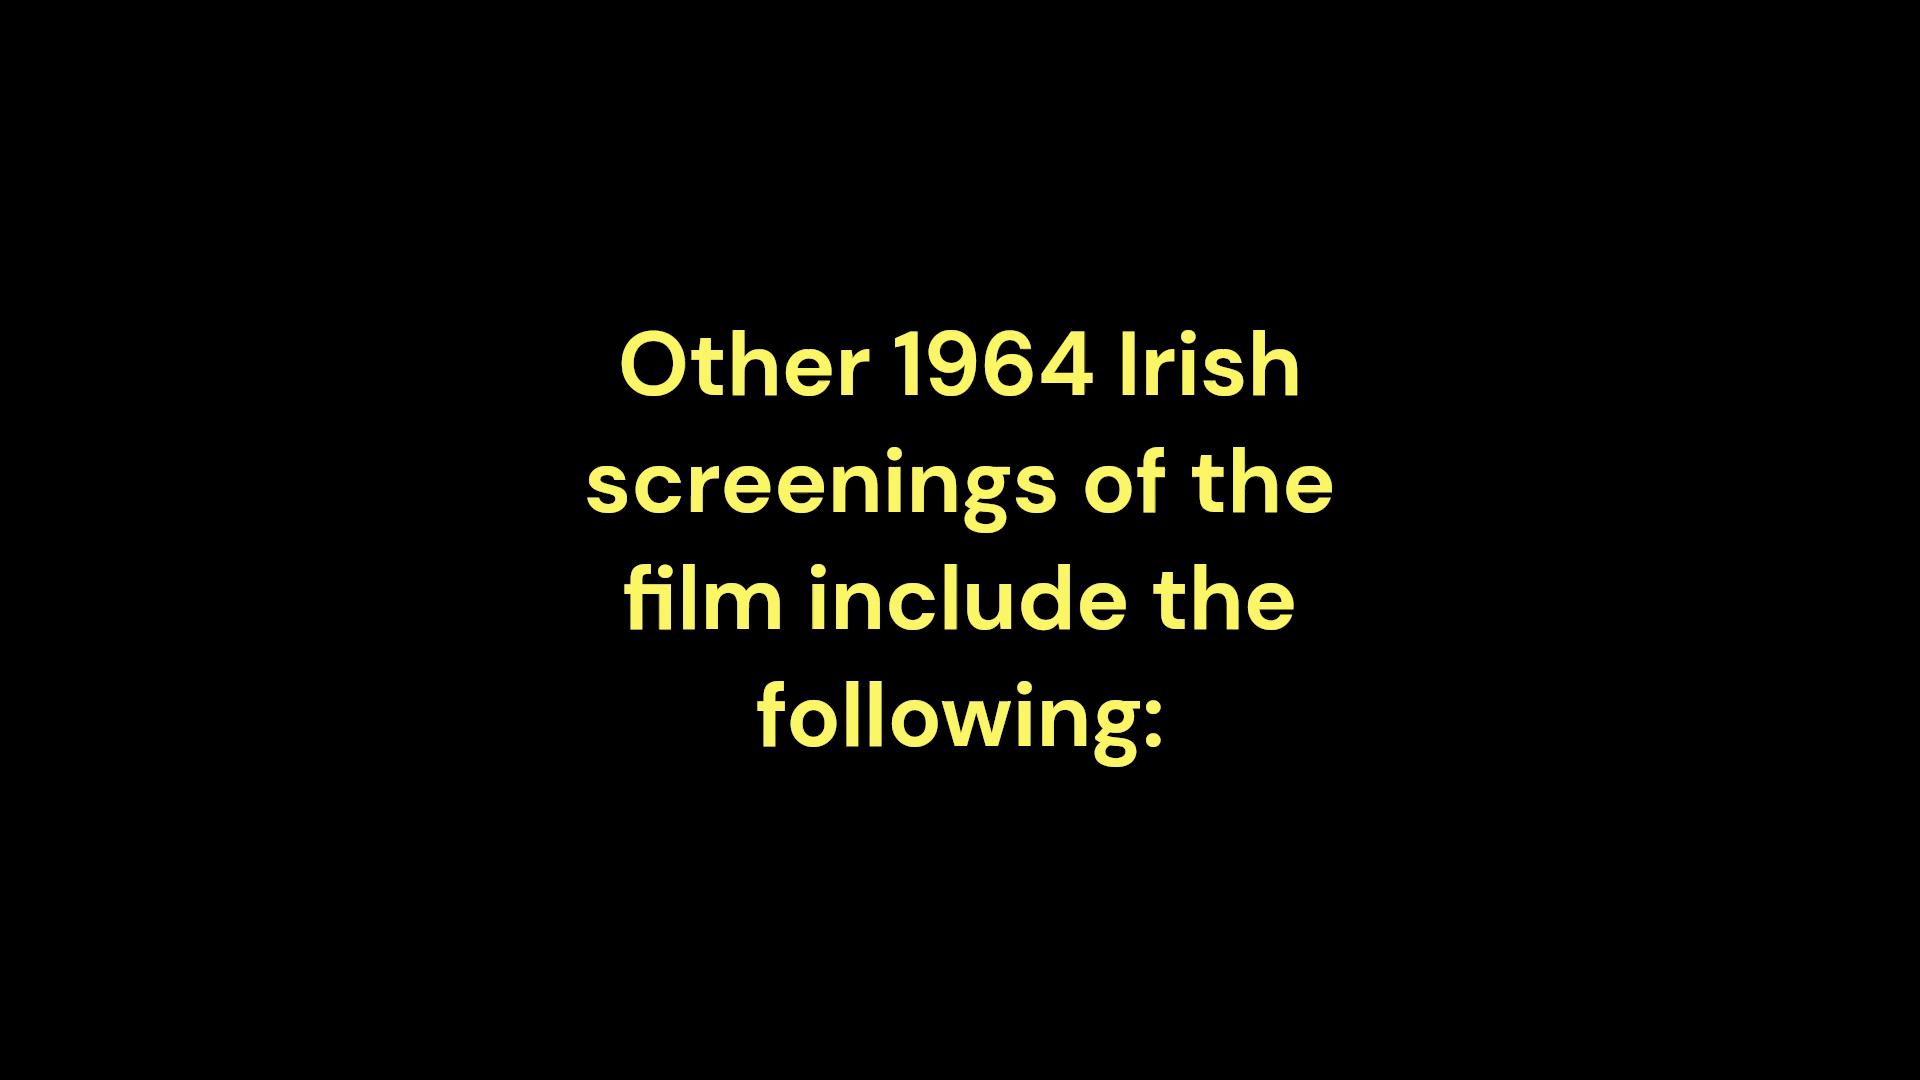 Other 1964 Irish
screenings of the
film include the
following: